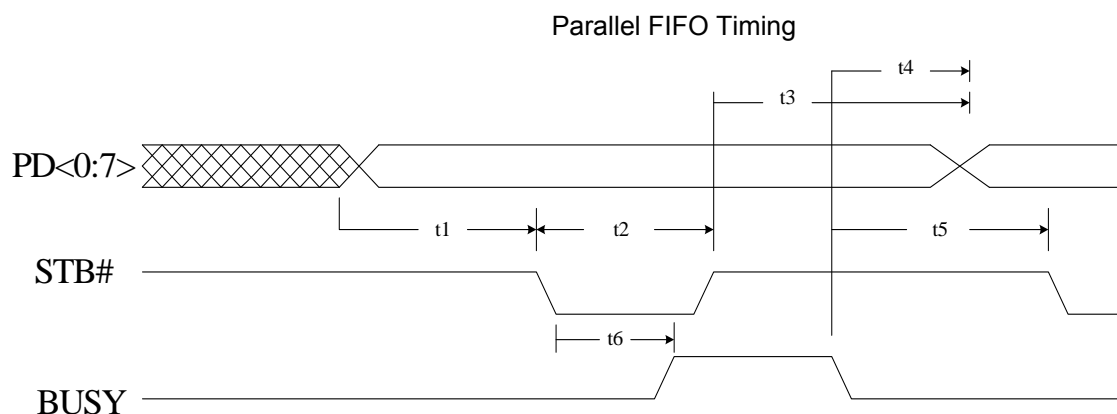 Parallel FIFO Timing
t4
t3
PD<0:7>
t1
t2
t5
STB#
t6
BUSY